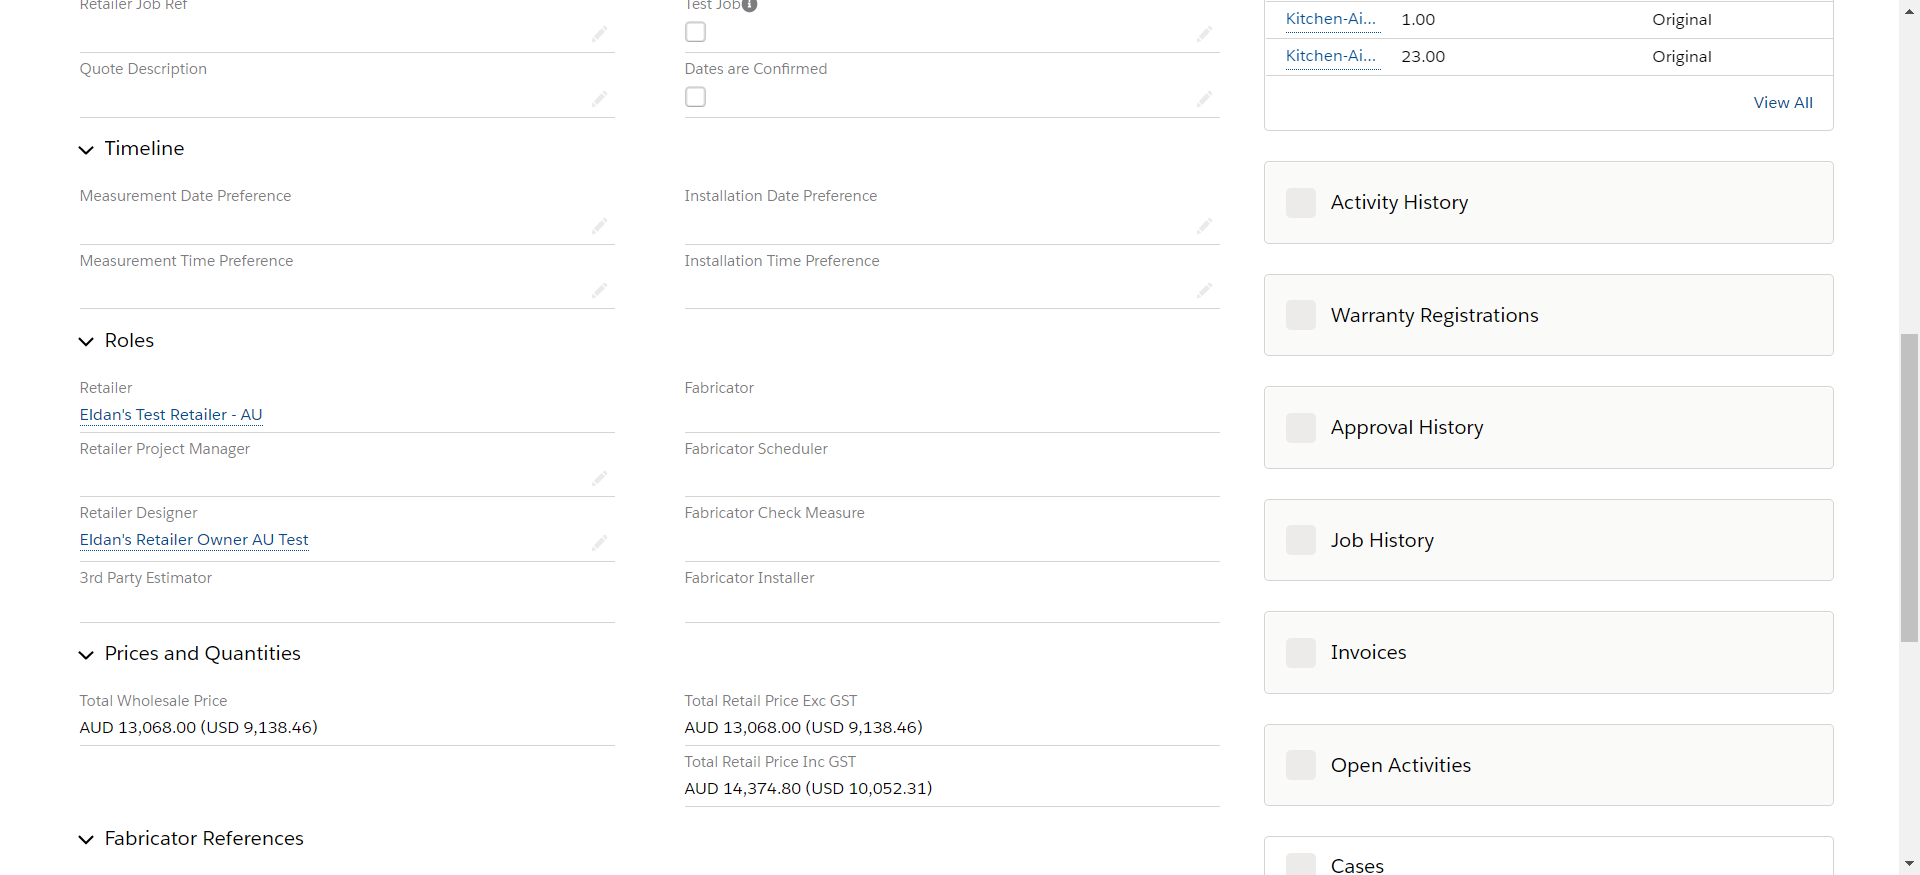 Retailer Job Ref
Test Job
Quote Description
Dates are Confirmed
Timeline
Measurement Date Preference
Installation Date Preference
Measurement Time Preference
Installation Time Preference
Roles
Retailer
Eldan's Test Retailer - AU
Fabricator
Retailer Project Manager
Fabricator Scheduler
Retailer Designer
Eldan's Retailer Owner AU Test
Fabricator Check Measure
3rd Party Estimator
Fabricator Installer
Prices and Quantities
Total Wholesale Price
AUD 13,068.00 (USD 9,138.46)
Total Retail Price Exc GST
AUD 13,068.00 (USD 9,138.46)
Total Retail Price Inc GST
AUD 14,374.80 (USD 10,052.31)
Fabricator References
Kitchen-Ai... 1.00 Original
Kitchen-Ai... 23.00 Original
View All
Activity History
Warranty Registrations
Approval History
Job History
Invoices
Open Activities
Cases